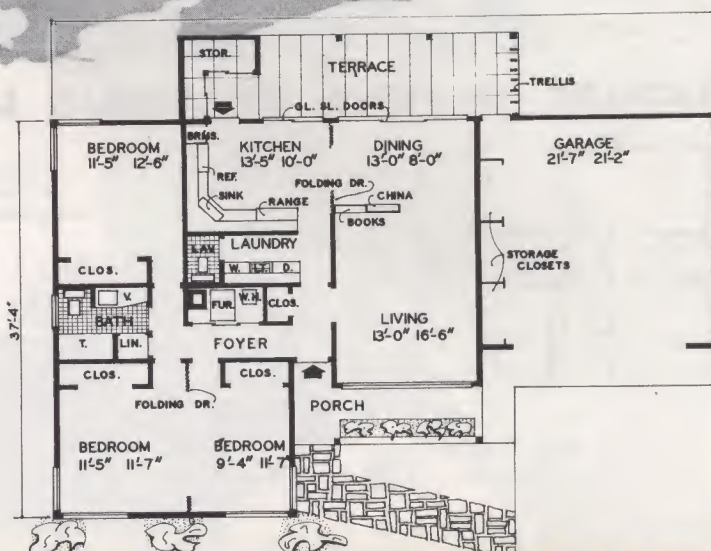 STOR.
TERRACE
TRELLIS
GL. SL. DOORS
BRMS.
BEDROOM
11'-5" 12'-6"
KITCHEN
13'-5" 10'-0"
DINING
13'-0" 8'-0"
GARAGE
21'-7" 21'-2"
REF.
SINK
RANGE
FOLDING DR.
CHINA
BOOKS
LAV.
LAUNDRY
W. L.T. D.
STORAGE
CLOSETS
CLOS.
V.
BATH
T.
LIN.
FUR.
W.H.
CLOS.
FOYER
LIVING
13'-0" 16'-6"
37'-4"
CLOS.
CLOS.
FOLDING DR.
PORCH
BEDROOM
11'-5" 11'-7"
BEDROOM
9'-4" 11'-7"